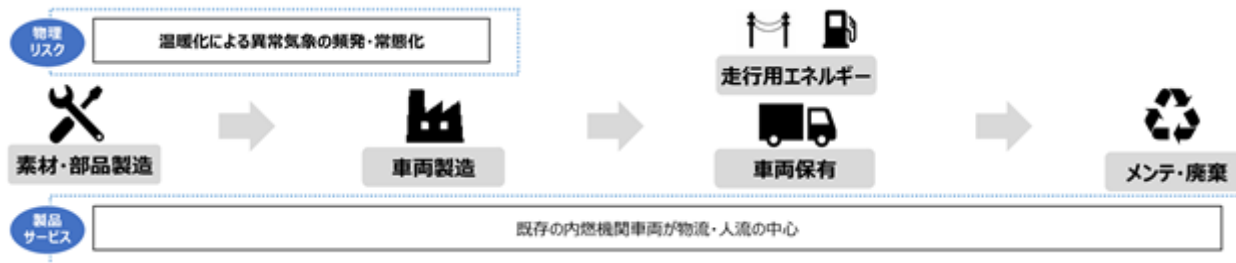 物理
リスク
温暖化による異常気象の頻発・常態化
走行用エネルギー
素材・部品製造
車両製造
車両保有
メンテ・廃棄
製品
サービス
既存の内燃機関車両が物流・人流の中心